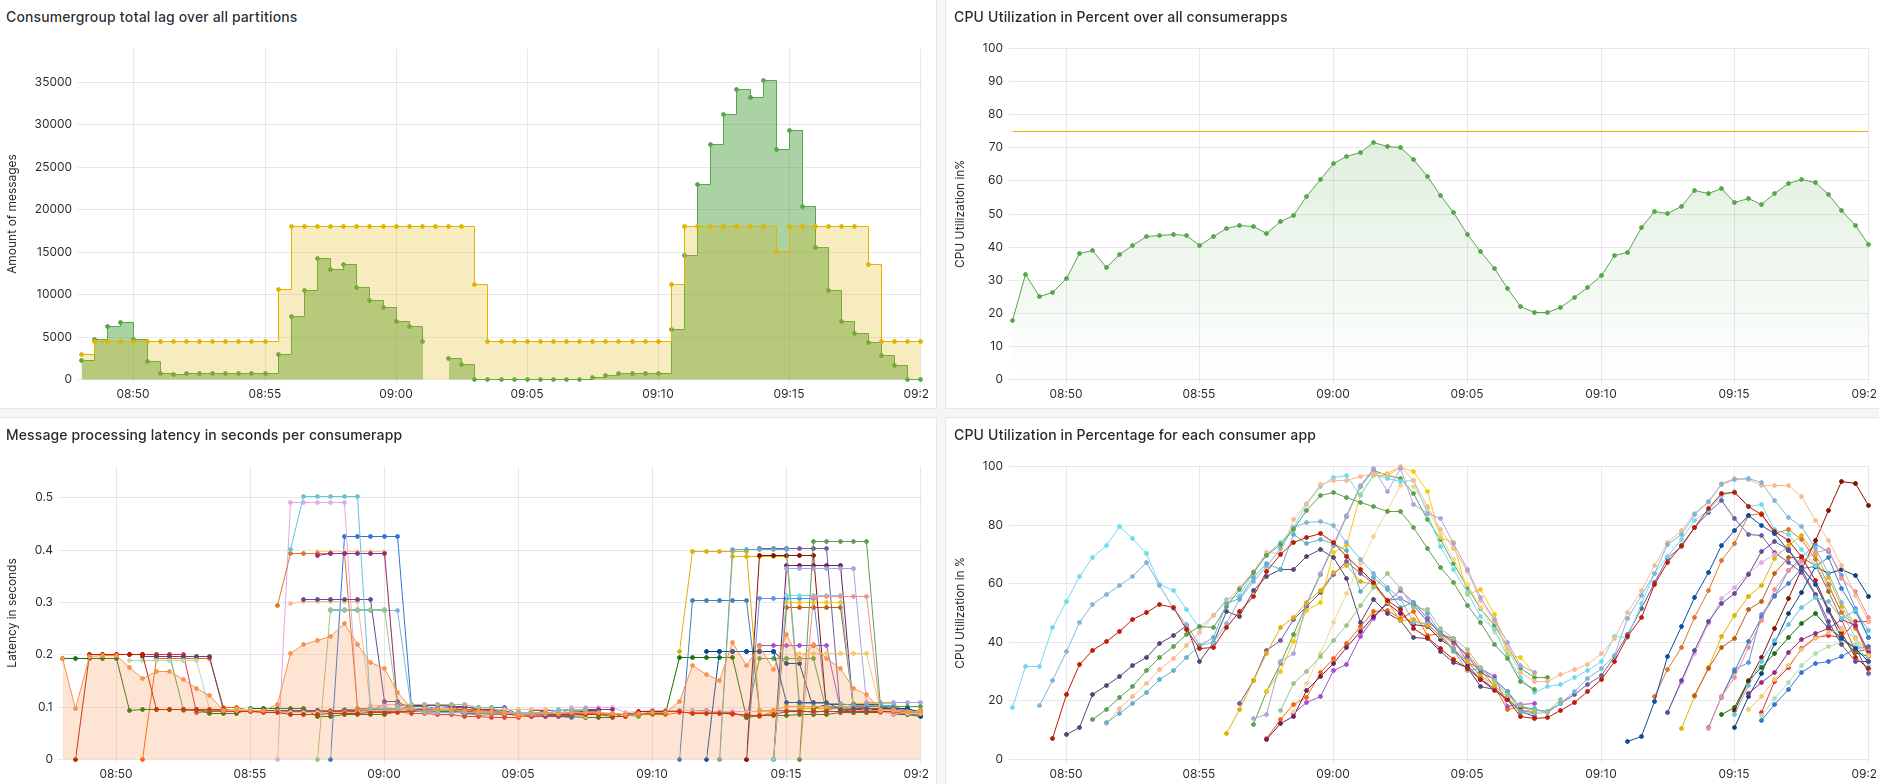 Consumergroup total lag over all partitions
Amount of messages
35000
30000
25000
20000
15000
10000
5000
0
08:50 08:55 09:00 09:05 09:10 09:15 09:2
CPU Utilization in Percent over all consumerapps
CPU Utilization in%
100
90
80
70
60
50
40
30
20
10
0
08:50 08:55 09:00 09:05 09:10 09:15 09:2
Message processing latency in seconds per consumerapp
Latency in seconds
0.5
0.4
0.3
0.2
0.1
0
08:50 08:55 09:00 09:05 09:10 09:15 09:2
CPU Utilization in Percentage for each consumer app
CPU Utilization in %
100
80
60
40
20
0
08:50 08:55 09:00 09:05 09:10 09:15 09:2